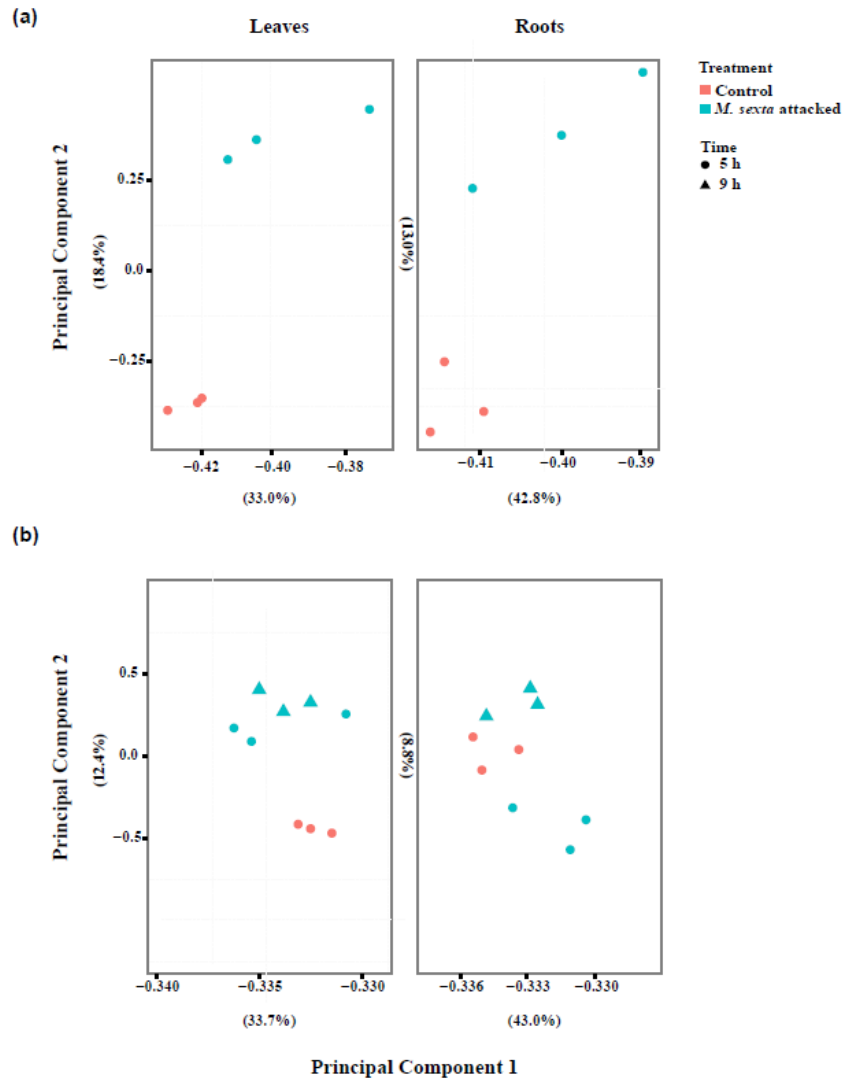 (a)
Leaves
Roots
Treatment
Control
M. sexta attacked
Time
5 h
9 h
Principal Component 2
(18.4%)
0.25
0.0
−0.25
(13.0%)
−0.42
−0.40
−0.38
−0.41
−0.40
−0.39
(33.0%)
(42.8%)
(b)
Principal Component 2
(12.4%)
0.5
0.0
−0.5
(8.8%)
−0.340
−0.335
−0.330
−0.336
−0.333
−0.330
(33.7%)
(43.0%)
Principal Component 1